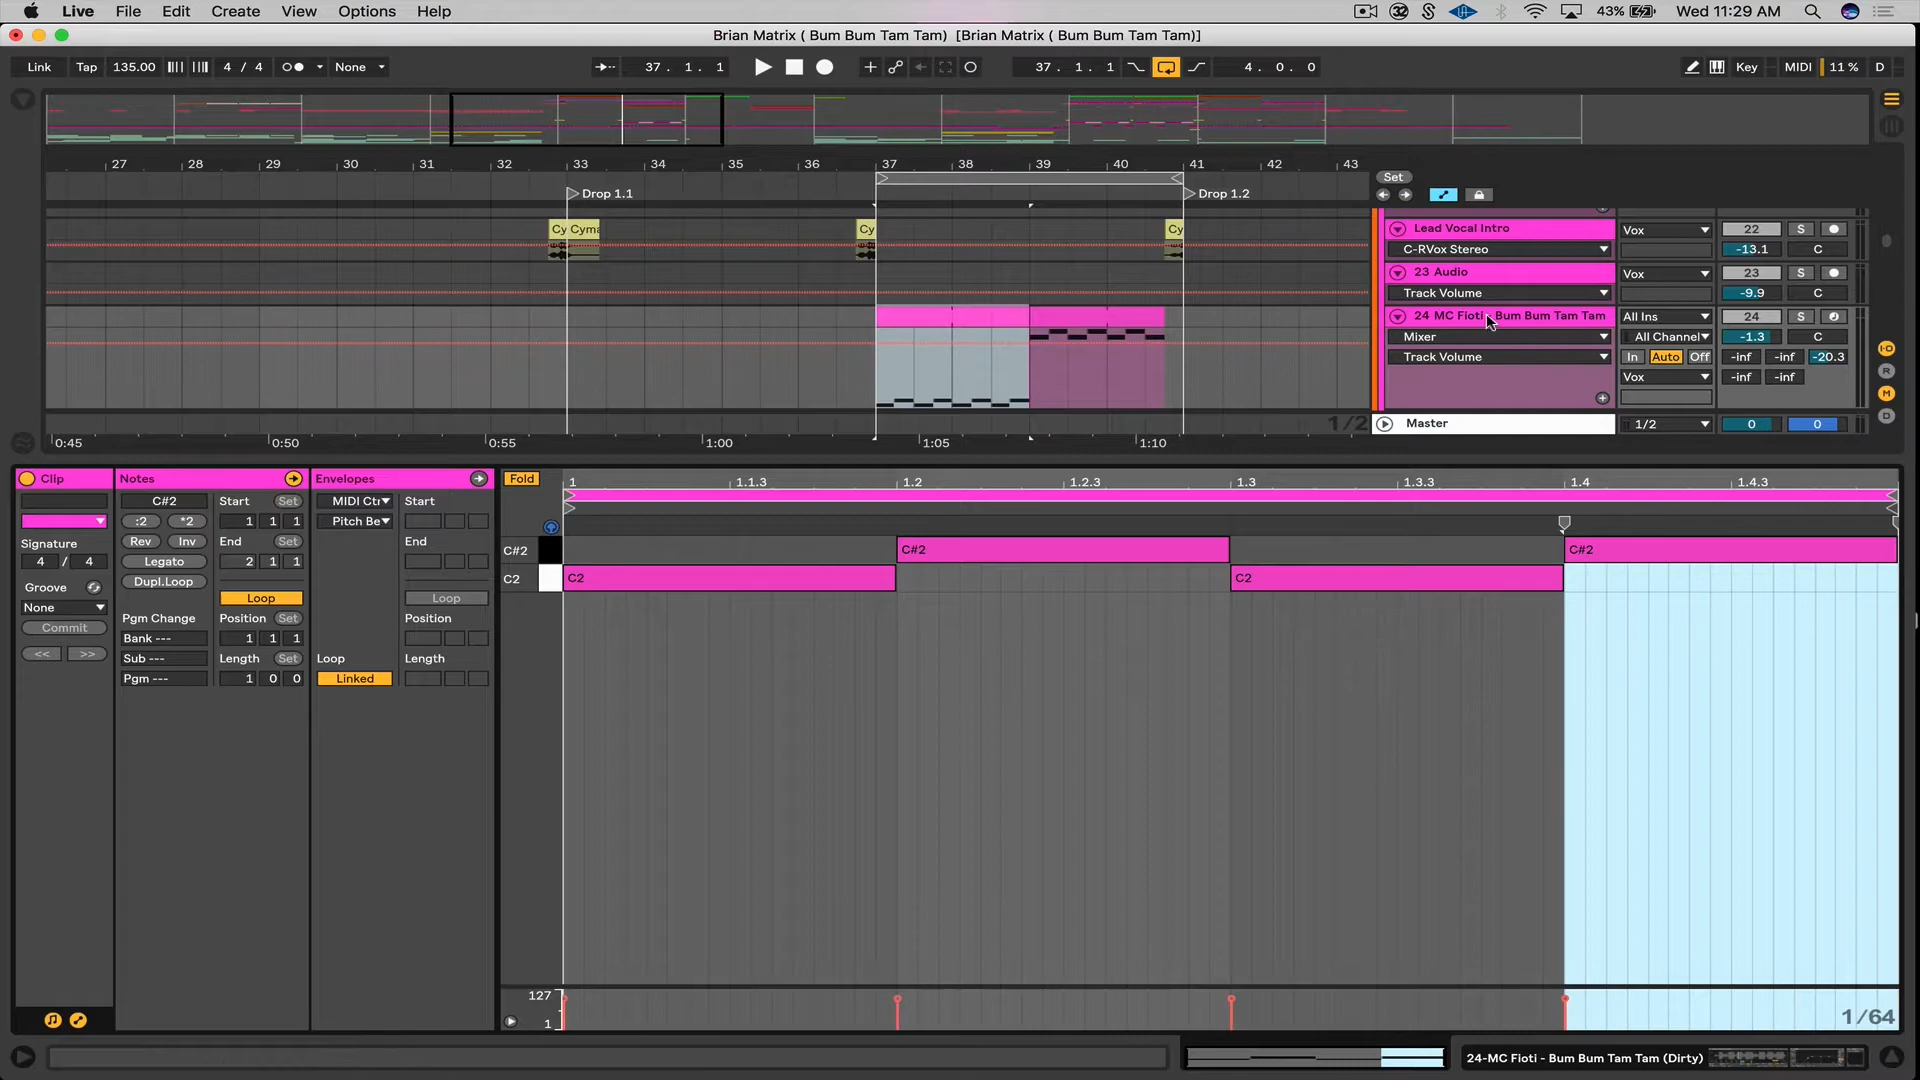 Live File Edit Create View Options Help 43% Wed 11:29 AM
Brian Matrix ( Bum Bum Tam Tam) [Brian Matrix ( Bum Bum Tam Tam)]
Link Tap 135.00 4 / 4 None 37. 1. 1 37. 1. 1 4. 0. 0 Key MIDI 11 % D
27 28 29 30 31 32 33 34 35 36 37 38 39 40 41 42 43
Set
Drop 1.1 Drop 1.2
Cy Cyma Cy Cy
Lead Vocal Intro Vox 22 S
C-RVox Stereo -13.1 C
23 Audio Vox 23 S
Track Volume -9.9 C
24 MC Fioti - Bum Bum Tam Tam All Ins 24 S
Mixer All Channel -1.3 C
Track Volume In Auto Off -inf -inf -20.3
Vox -inf -inf
I-O
R
M
D
1/2 Master 1/2 0 0
0:45 0:50 0:55 1:00 1:05 1:10
Clip Notes Envelopes Fold
1 1.1.3 1.2 1.2.3 1.3 1.3.3 1.4 1.4.3
C#2 Start Set MIDI Ctr Start
:2 *2 1 1 1 Pitch Be
Signature Rev Inv End Set End
4 / 4 Legato 2 1 1
Groove Dupl.Loop
None Loop Loop
Commit Pgm Change Position Set Position
Bank --- 1 1 1
<< >> Sub --- Length Set Loop Length
Pgm --- 1 0 0 Linked
C#2 C#2 C#2
C2 C2 C2
127
1
1/64
24-MC Fioti - Bum Bum Tam Tam (Dirty)